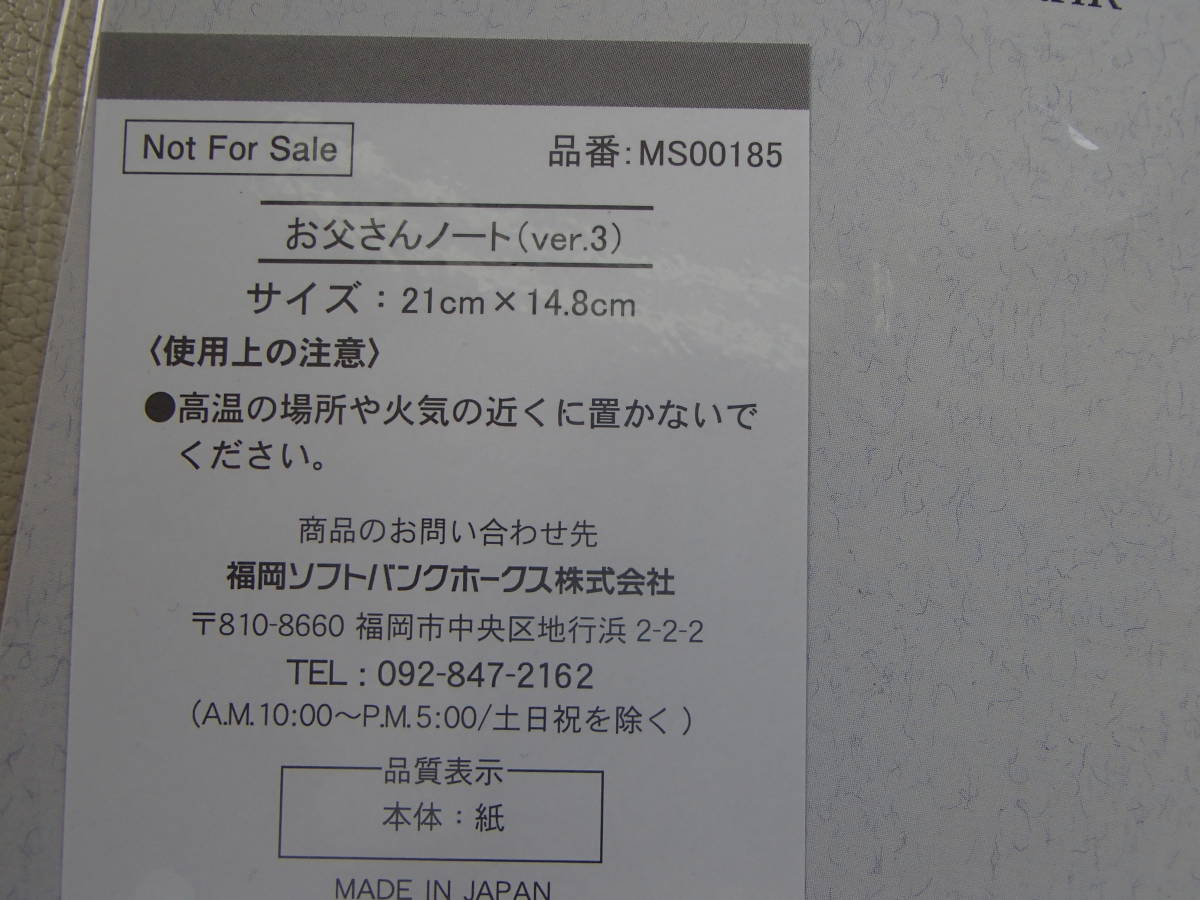 Not For Sale
品番:MS00185
お父さんノート(ver.3)
サイズ：21cm×14.8cm
〈使用上の注意〉
●高温の場所や火気の近くに置かないで
ください。
商品のお問い合わせ先
福岡ソフトバンクホークス株式会社
〒810-8660 福岡市中央区地行浜 2-2-2
TEL : 092-847-2162
(A.M.10:00～P.M.5:00/土日祝を除く)
品質表示
本体：紙
MADE IN JAPAN